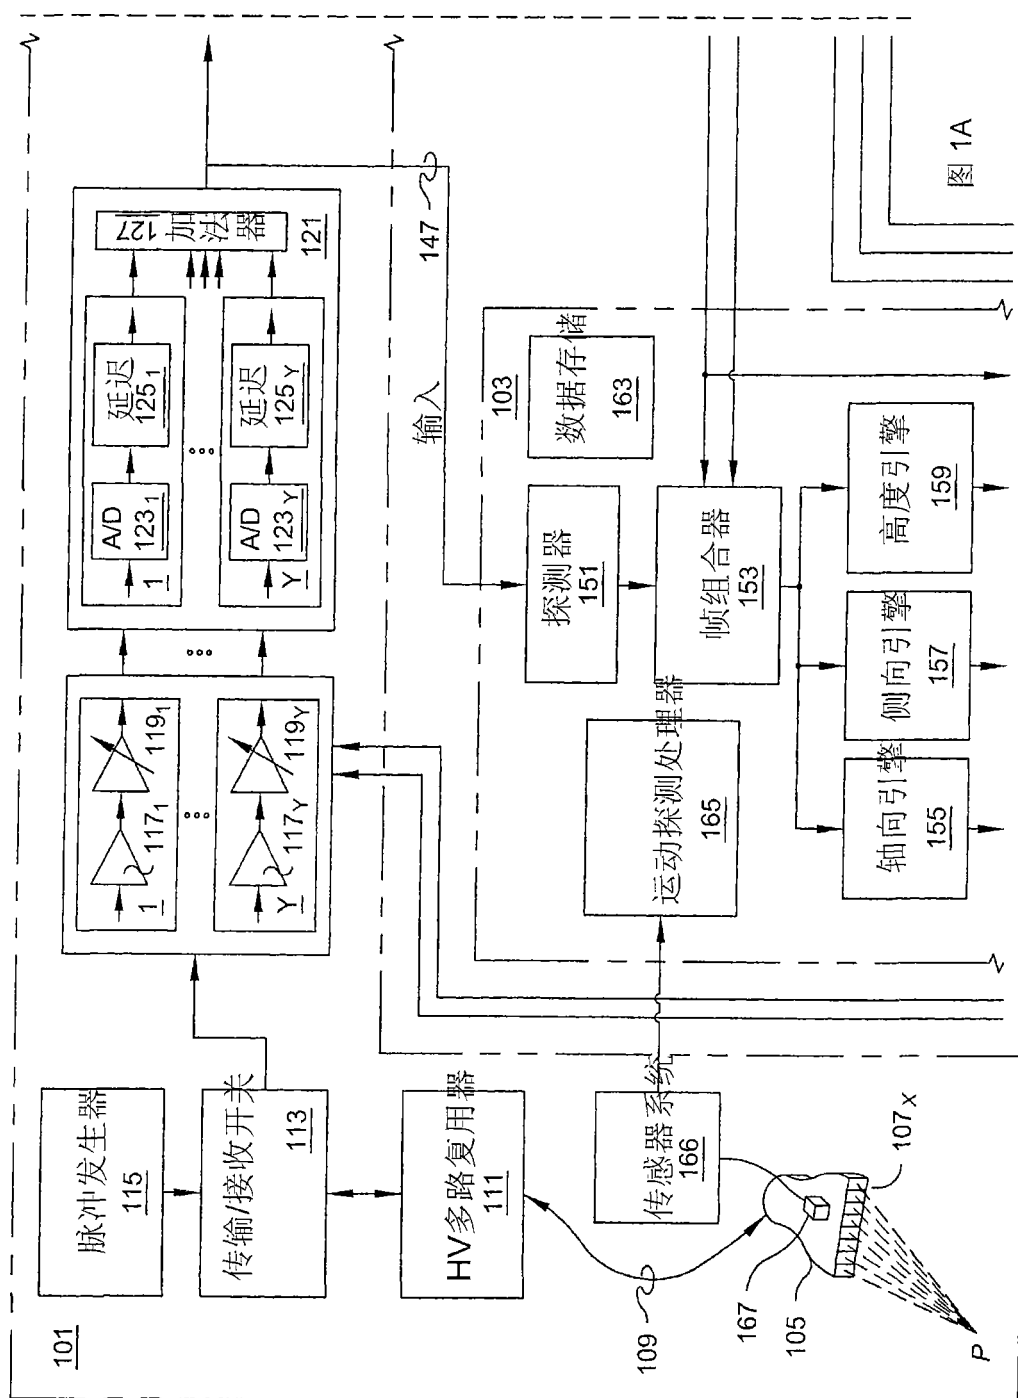 101
脉冲发生器
115
传输/接收开关
113
HV多路复用器
111
109
传感器系统
166
167
105
107X
P
1
117₁
119₁
Y
117Y
119Y
1
A/D
123₁
延迟
125₁
Y
A/D
123Y
延迟
125Y
127
加法器
121
输入
147
103
数据存储
163
探测器
151
运动探测处理器
165
帧组合器
153
轴向引擎
155
侧向引擎
157
高度引擎
159
图 1A